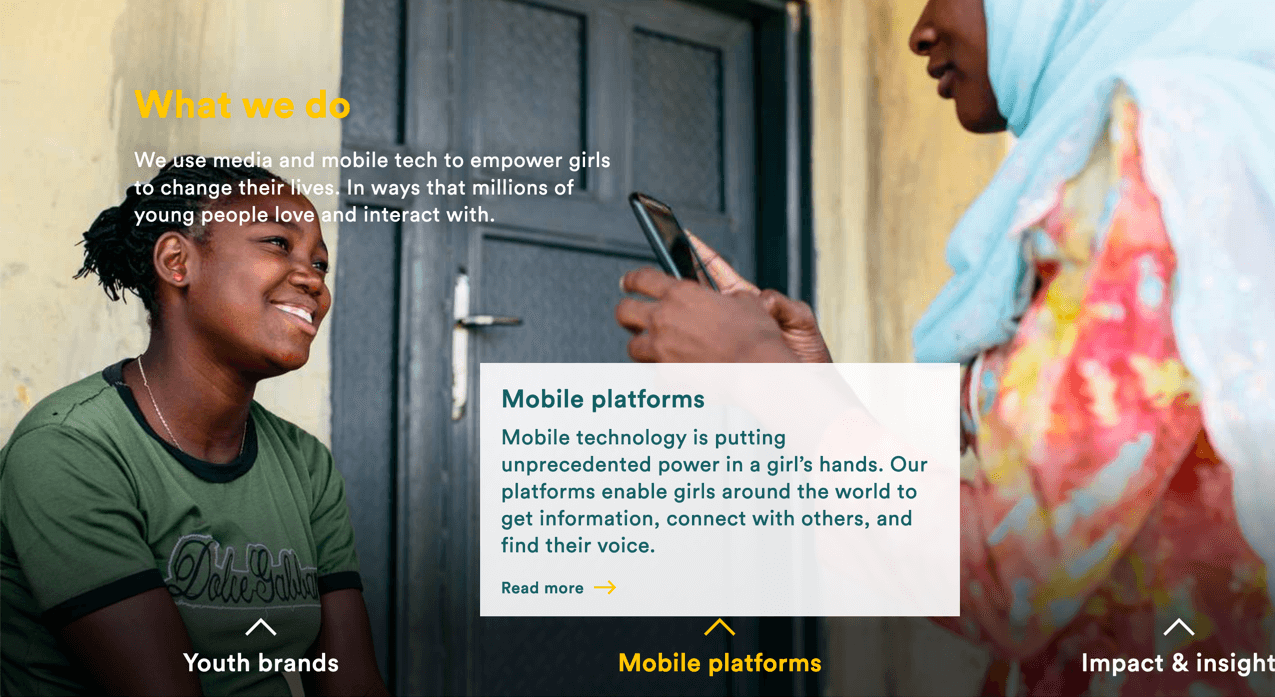 What we do
We use media and mobile tech to empower girls
to change their lives. In ways that millions of
young people love and interact with.
Mobile platforms
Mobile technology is putting
unprecedented power in a girl’s hands. Our
platforms enable girls around the world to
get information, connect with others, and
find their voice.
Read more
Dolce Gabban
Youth brands
Mobile platforms
Impact & insight